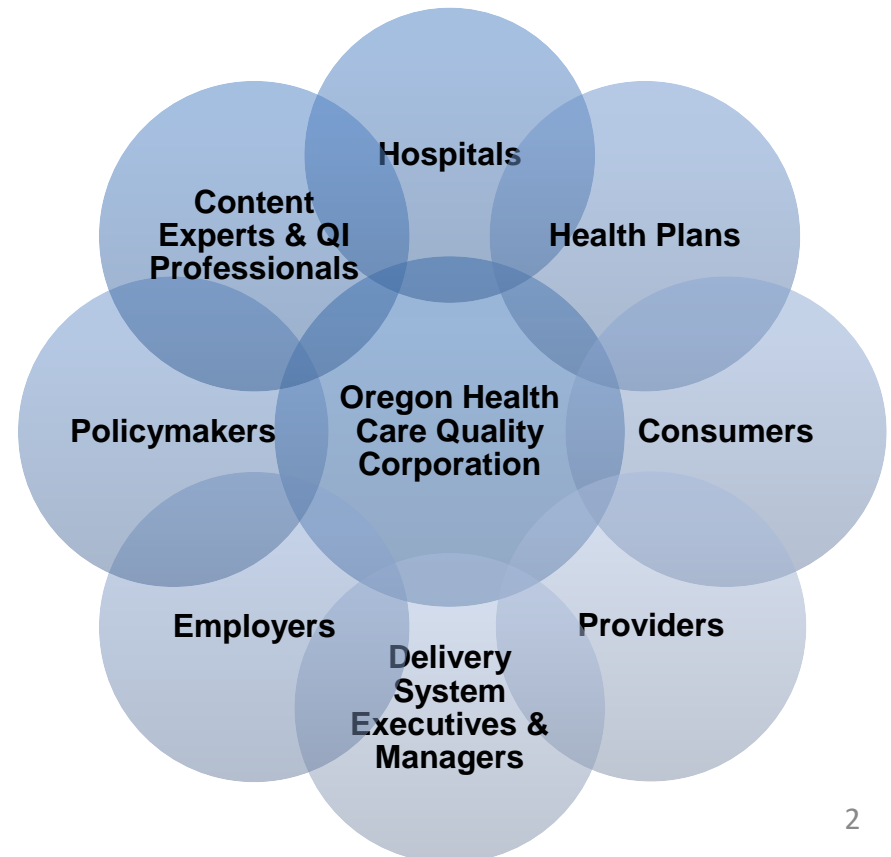 Hospitals
Content
Experts & QI
Professionals
Health Plans
Oregon Health
Care Quality
Corporation
Policymakers
Consumers
Employers
Providers
Delivery
System
Executives &
Managers
2